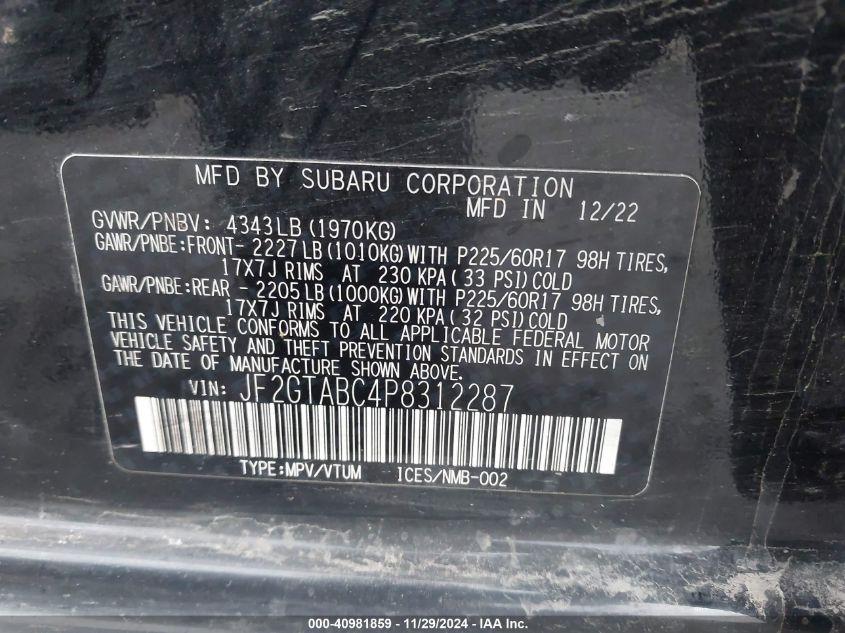 MFD BY SUBARU CORPORATION
MFD IN 12/22
GVWR/PNBV: 4343LB (1970KG)
GAWR/PNBE:FRONT- 2227LB (1010KG) WITH P225/60R17 98H TIRES,
17X7J RIMS AT 230 KPA( 33 PSI)COLD
GAWR/PNBE:REAR - 2205LB (1000KG) WITH P225/60R17 98H TIRES,
17X7J RIMS AT 220 KPA( 32 PSI)COLD
THIS VEHICLE CONFORMS TO ALL APPLICABLE FEDERAL MOTOR
VEHICLE SAFETY AND THEFT PREVENTION STANDARDS IN EFFECT ON
THE DATE OF MANUFACTURE SHOWN ABOVE.
VIN: JF2GTABC4P8312287
TYPE:MPV/VTUM ICES/NMB-002
000-40981859 - 11/29/2024 - IAA Inc.